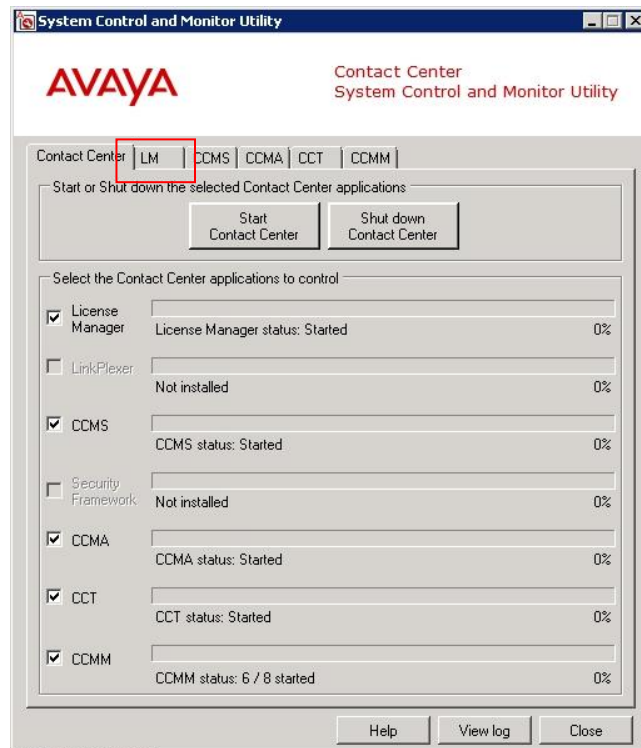 System Control and Monitor Utility
AVAYA
Contact Center
System Control and Monitor Utility
Contact Center LM CCMS CCMA CCT CCMM
Start or Shut down the selected Contact Center applications
Start
Contact Center
Shut down
Contact Center
Select the Contact Center applications to control
License
Manager
License Manager status: Started 0%
LinkPlexer
Not installed 0%
CCMS
CCMS status: Started 0%
Security
Framework
Not installed 0%
CCMA
CCMA status: Started 0%
CCT
CCT status: Started 0%
CCMM
CCMM status: 6 / 8 started 0%
Help View log Close